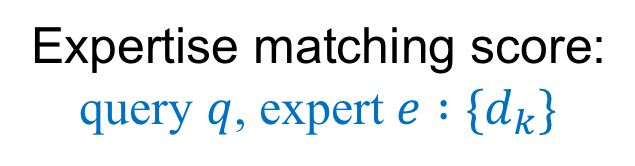 Expertise matching score:
query q, expert e : {d_k}